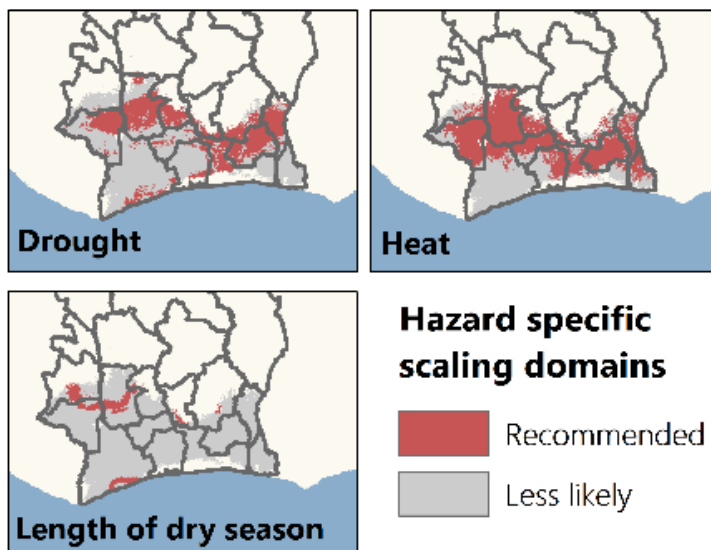 Drought
Heat
Length of dry season
Hazard specific
scaling domains
Recommended
Less likely